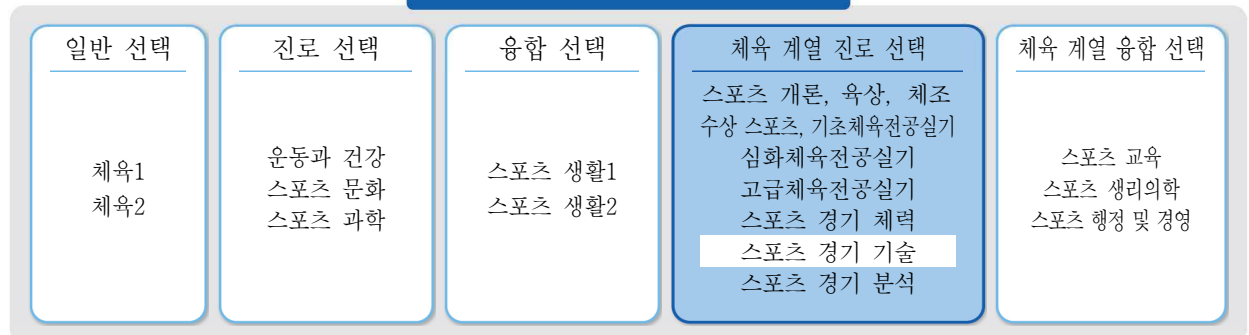 일반 선택
체육1
체육2
진로 선택
운동과 건강
스포츠 문화
스포츠 과학
융합 선택
스포츠 생활1
스포츠 생활2
체육 계열 진로 선택
스포츠 개론, 육상, 체조
수상 스포츠, 기초체육전공실기
심화체육전공실기
고급체육전공실기
스포츠 경기 체력
스포츠 경기 기술
스포츠 경기 분석
체육 계열 융합 선택
스포츠 교육
스포츠 생리의학
스포츠 행정 및 경영